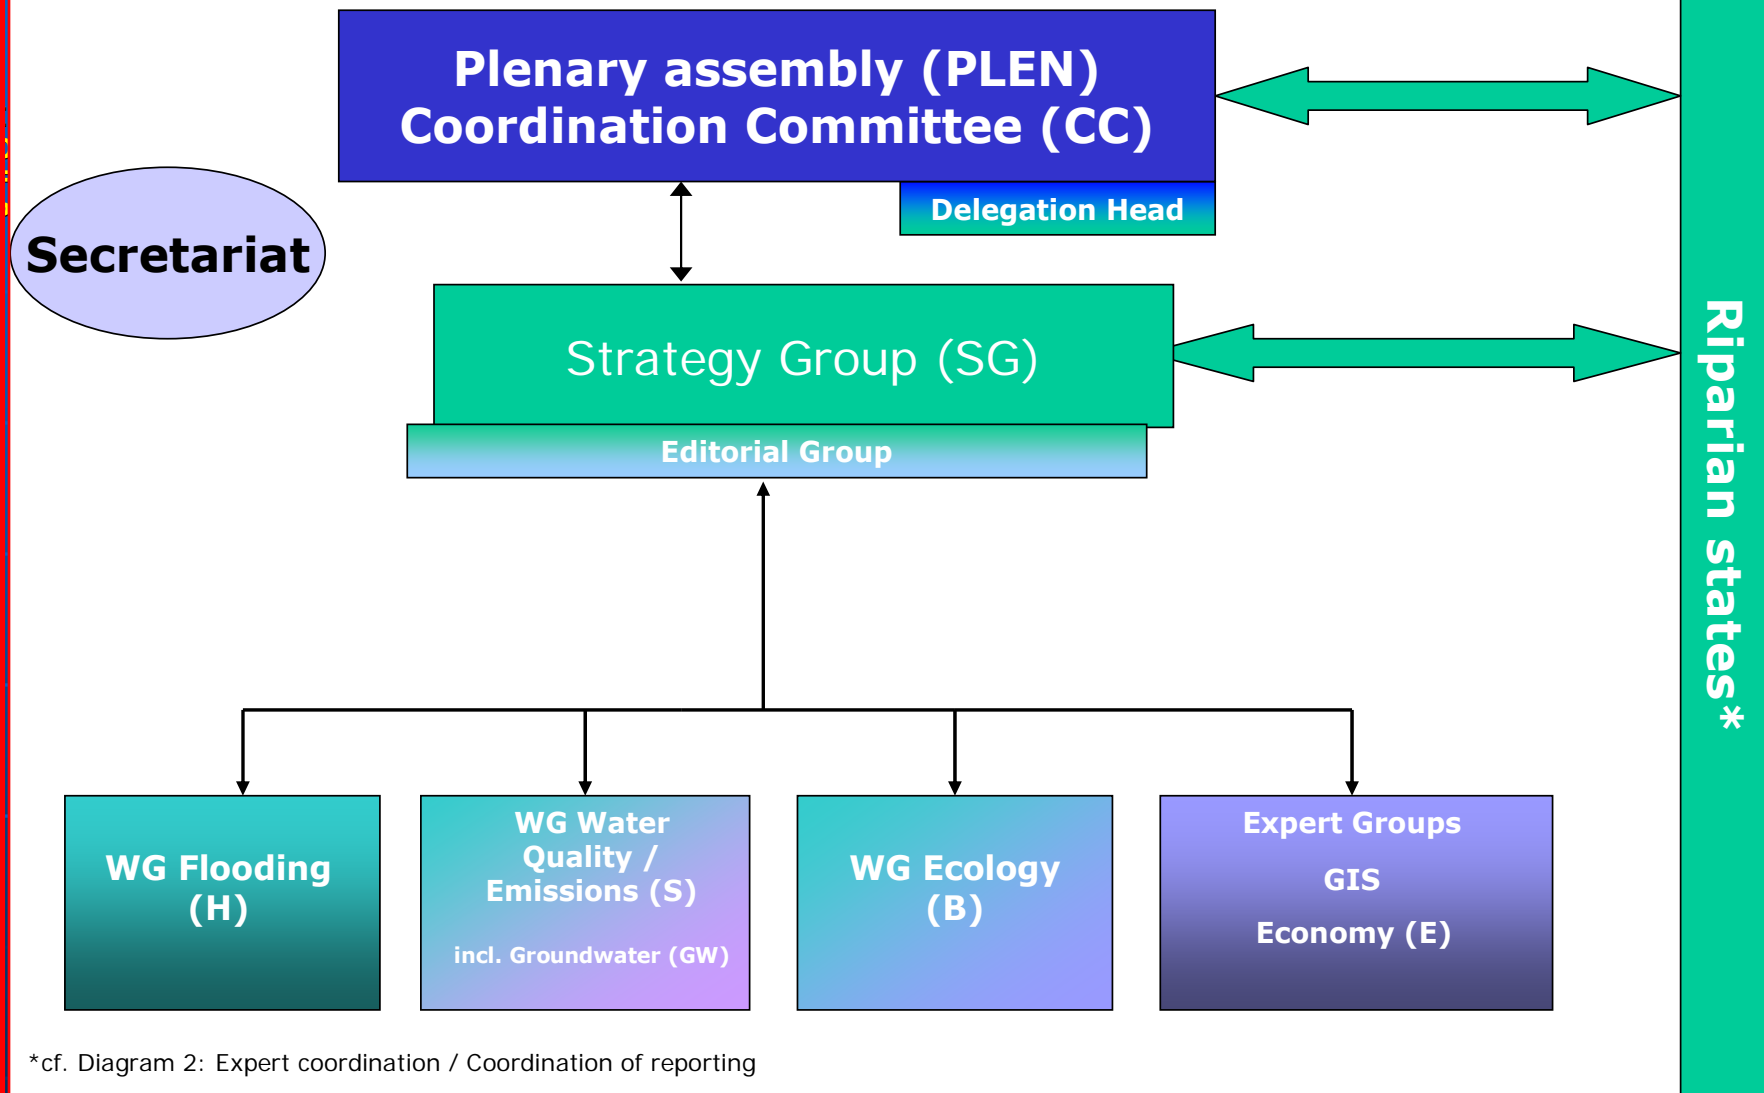 Plenary assembly (PLEN)
Coordination Committee (CC)
Delegation Head
Secretariat
Strategy Group (SG)
Editorial Group
Riparian states*
WG Flooding
(H)
WG Water
Quality /
Emissions (S)
incl. Groundwater (GW)
WG Ecology
(B)
Expert Groups
GIS
Economy (E)
*cf. Diagram 2: Expert coordination / Coordination of reporting